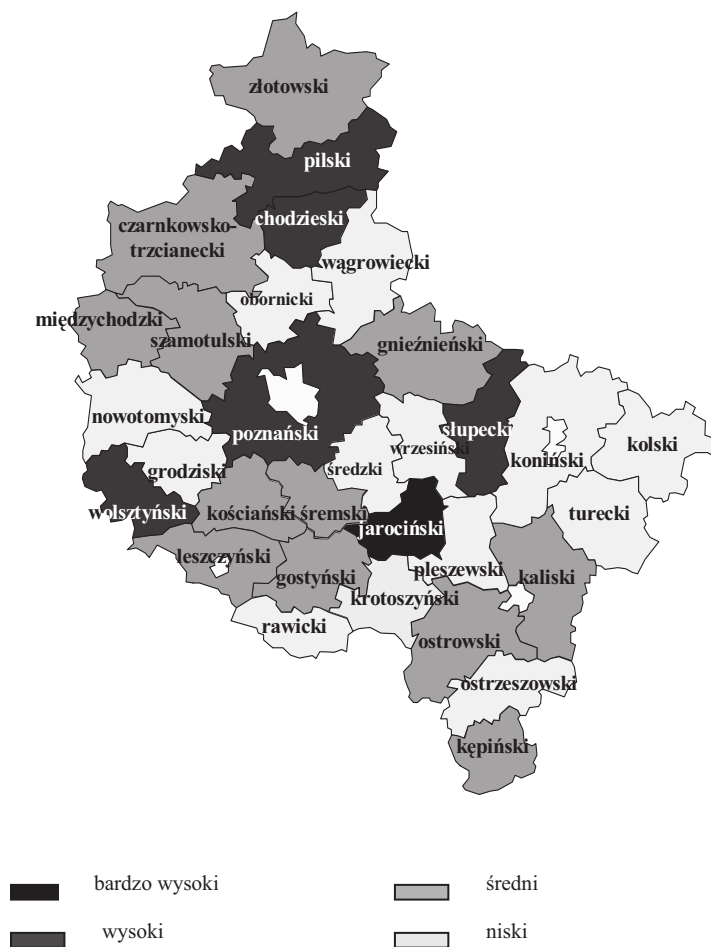 złotowski
pilski
chodzieski
czarnkowsko-
trzcianecki
wągrowiecki
obornicki
międzychodzki
szamotulski
gnieźnieński
nowotomyski
poznański
słupecki
wrzesiński
kolski
koniński
grodziski
średzki
wolsztyński
kościański
śremski
jarociński
turecki
leszczyński
gostyński
pleszewski
kaliski
krotoszyński
rawicki
ostrowski
ostrzeszowski
kępiński
bardzo wysoki
średni
wysoki
niski